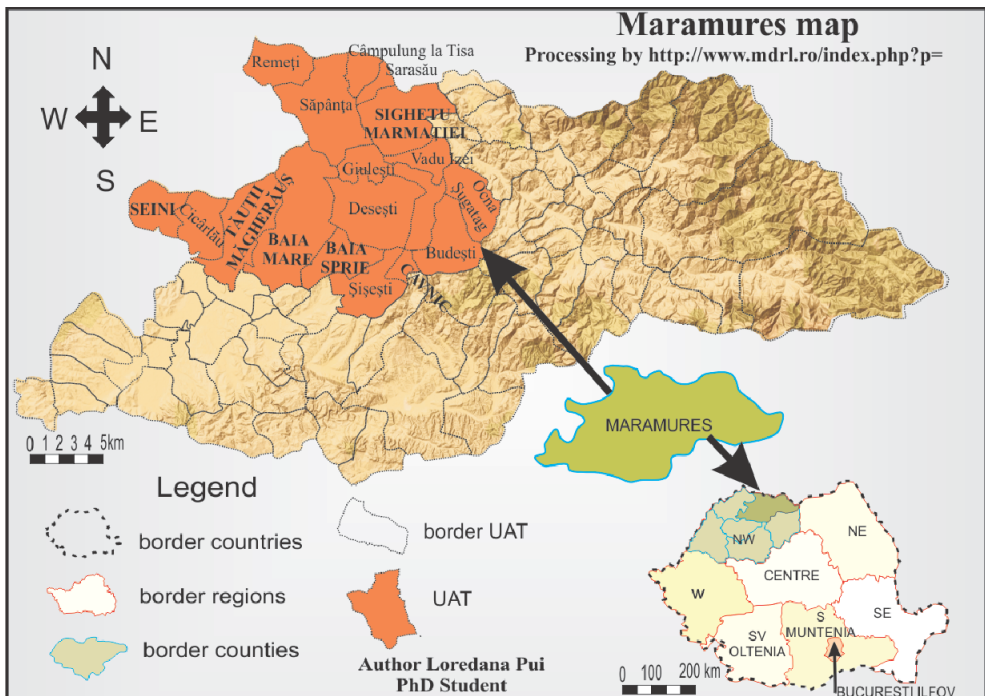 Maramures map
Processing by http://www.mdrl.ro/index.php?p=
N
W E
S
Remeți
Câmpulung la Tisa
Sarasău
Săpânța
SIGHETU
MARMAȚIEI
Vadu Izei
Giulești
Ocna
Șugatag
Desești
SEINI
Cicârlău
TĂUȚII
MĂGHERĂUȘ
BAIA
MARE
BAIA
SPRIE
Budești
CAVNIC
Șișești
0 1 2 3 4 5km
MARAMURES
Legend
border countries
border regions
border counties
border UAT
UAT
Author Loredana Pui
PhD Student
NW
NE
CENTRE
W
SE
S
MUNTENIA
SV
OLTENIA
0 100 200 km
BUCURESTI ILFOV